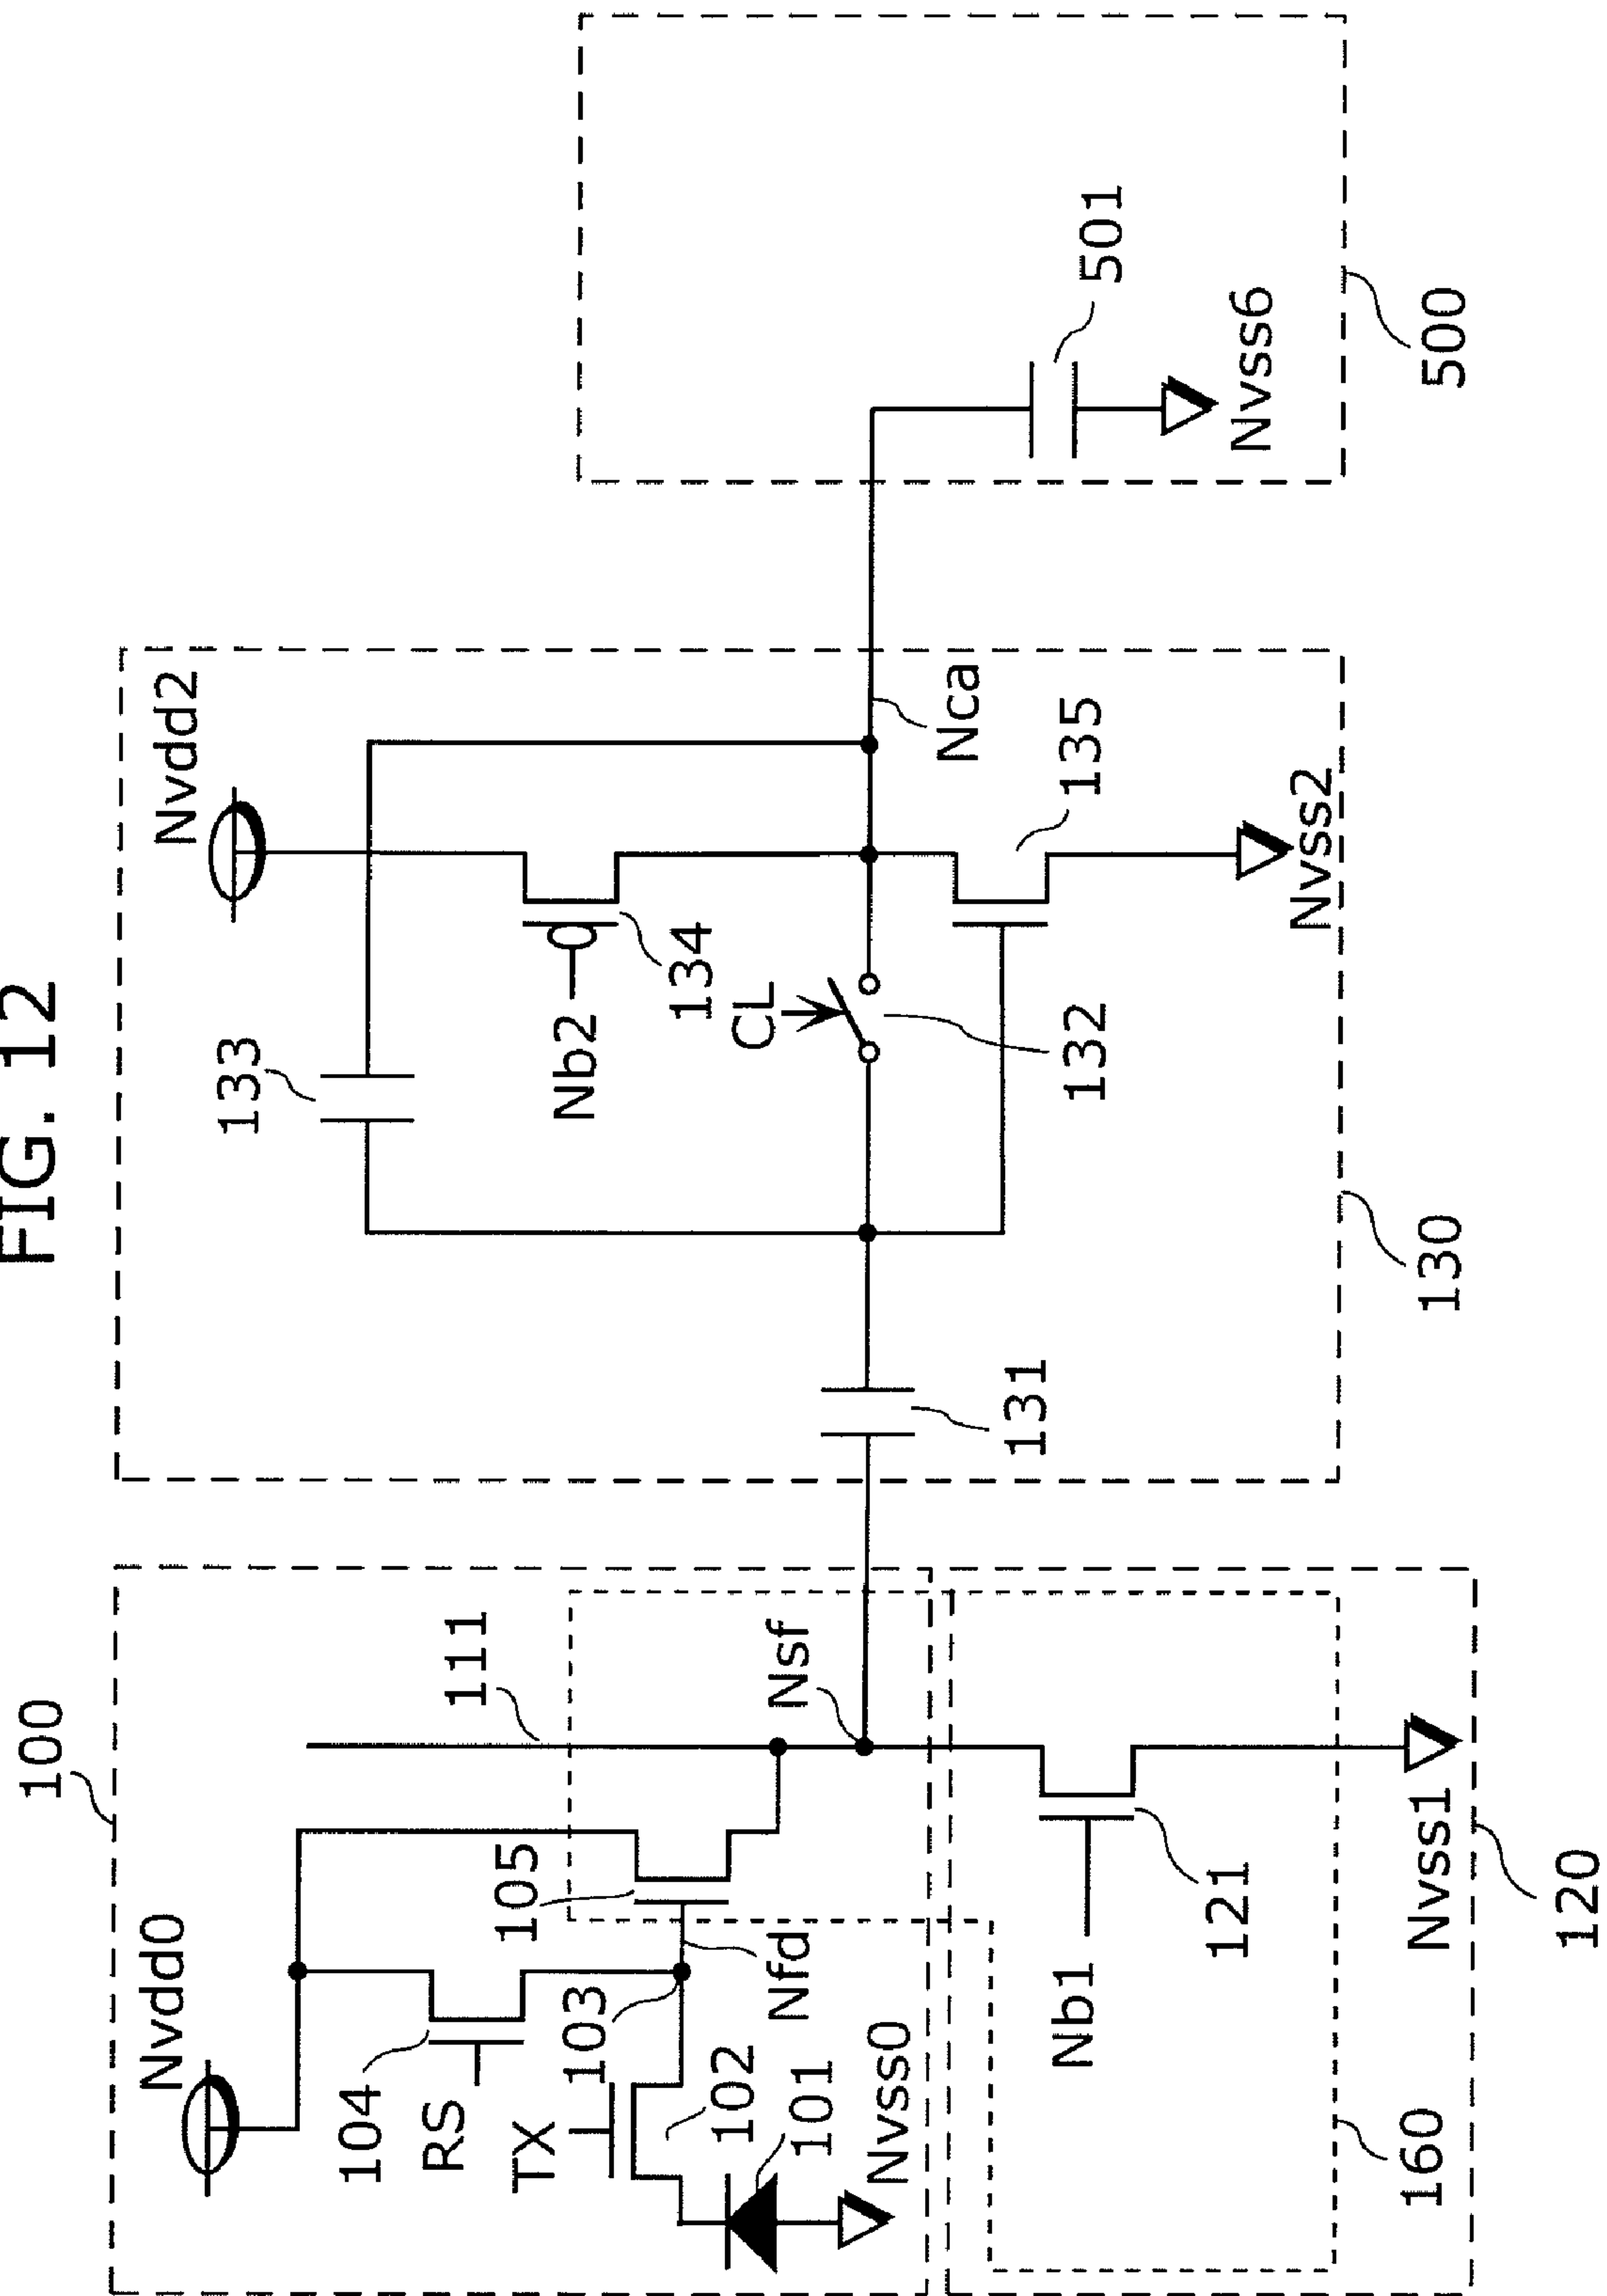 FIG. 12
100
Nvdd0
104
RS
TX
103
102
101
Nvss0
105
Nfd
111
Nsf
Nb1
121
Nvss1
160
120
131
133
Nvdd2
Nb2
134
CL
132
Nca
135
Nvss2
130
501
Nvss6
500